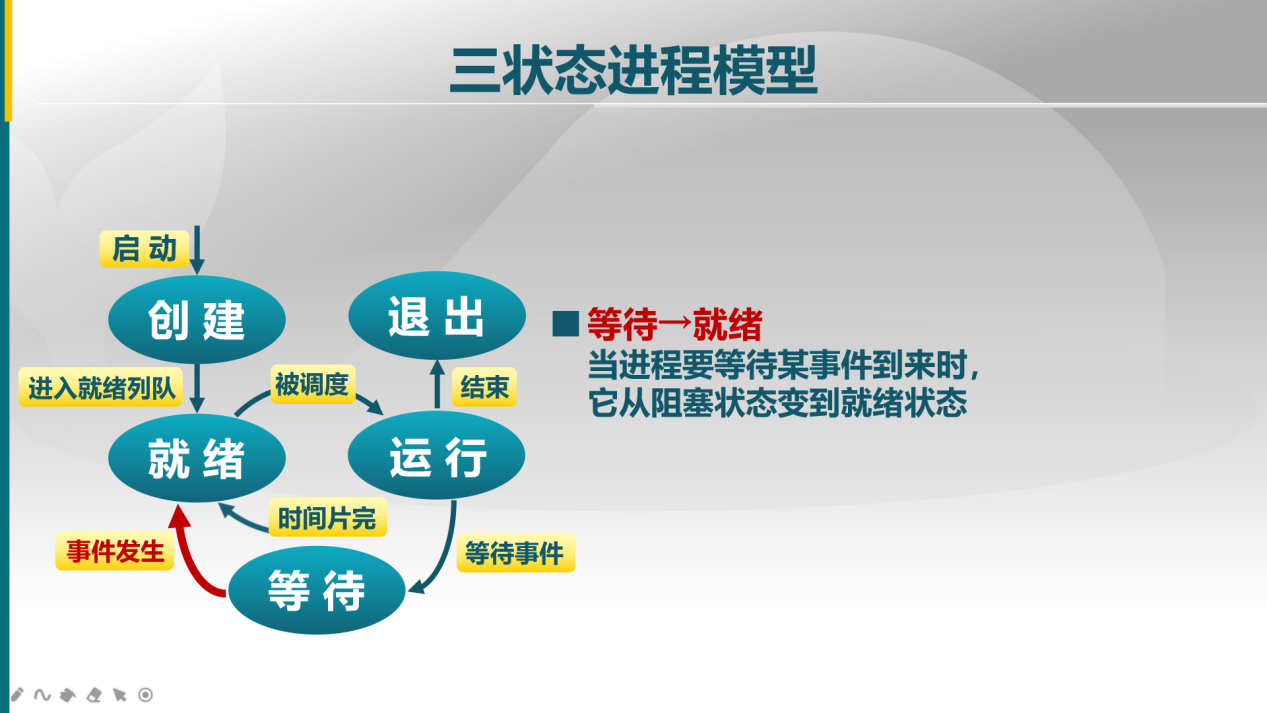 三状态进程模型
启 动
创 建
退 出
进入就绪列队
被调度
结束
就 绪
运 行
时间片完
事件发生
等待事件
等 待
等待→就绪
当进程要等待某事件到来时，
它从阻塞状态变到就绪状态